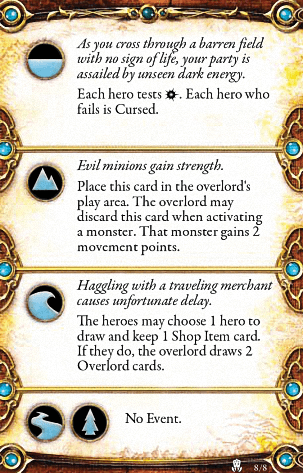 As you cross through a barren field
with no sign of life, your party is
assailed by unseen dark energy.
Each hero tests . Each hero who
fails is Cursed.
Evil minions gain strength.
Place this card in the overlord's
play area. The overlord may
discard this card when activating
a monster. That monster gains 2
movement points.
Haggling with a traveling merchant
causes unfortunate delay.
The heroes may choose 1 hero to
draw and keep 1 Shop Item card.
If they do, the overlord draws 2
Overlord cards.
No Event.
8/8